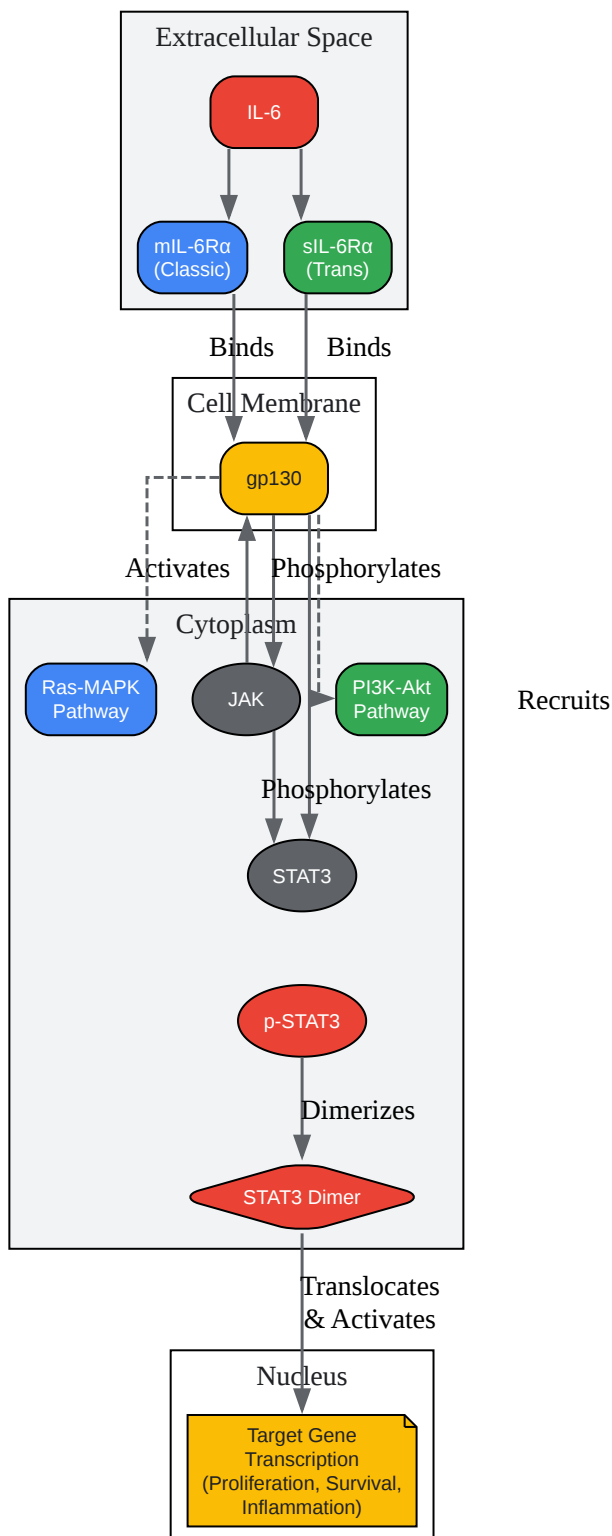 Extracellular Space
IL-6
mIL-6Rα
(Classic)
sIL-6Rα
(Trans)
Binds
Binds
Cell Membrane
gp130
Activates
Phosphorylates
Cytoplasm
Ras-MAPK
Pathway
JAK
PI3K-Akt
Pathway
Recruits
Phosphorylates
STAT3
p-STAT3
Dimerizes
STAT3 Dimer
Translocates
& Activates
Nucleus
Target Gene
Transcription
(Proliferation, Survival,
Inflammation)